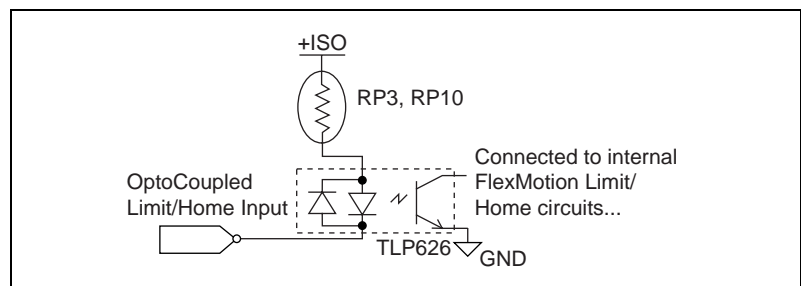 +ISO
RP3, RP10
OptoCoupled
Limit/Home Input
Connected to internal
FlexMotion Limit/
Home circuits...
TLP626
GND